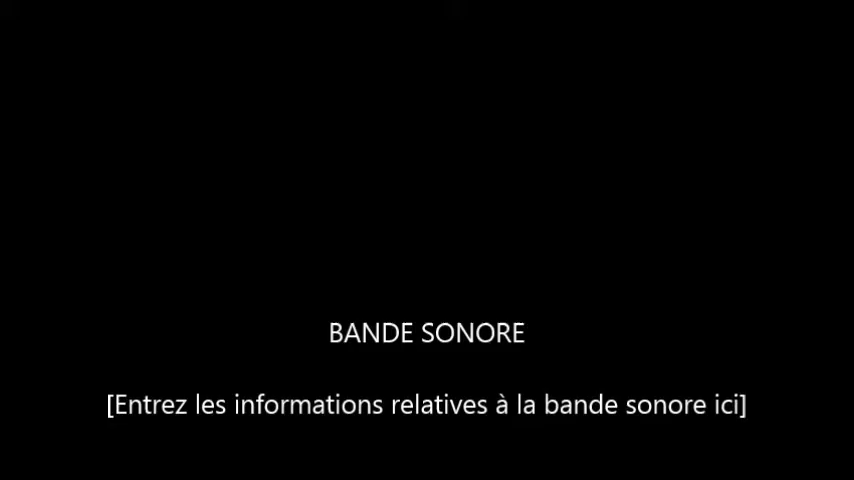 BANDE SONORE
[Entrez les informations relatives à la bande sonore ici]